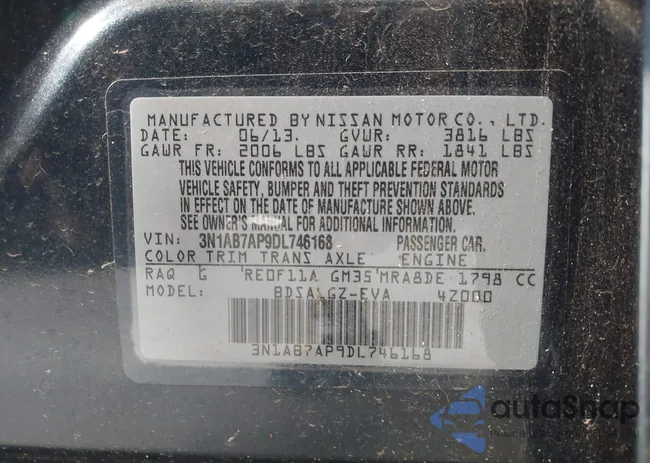 MANUFACTURED BY NISSAN MOTOR CO., LTD.
DATE: 06/13. GVWR: 3816 LBS
GAWR FR: 2006 LBS GAWR RR: 1841 LBS
THIS VEHICLE CONFORMS TO ALL APPLICABLE FEDERAL MOTOR
VEHICLE SAFETY, BUMPER AND THEFT PREVENTION STANDARDS
IN EFFECT ON THE DATE OF MANUFACTURE SHOWN ABOVE.
SEE OWNER'S MANUAL FOR ADDITIONAL INFORMATION.
VIN: 3N1AB7AP9DL746168 PASSENGER CAR.
COLOR TRIM TRANS AXLE ENGINE
RAQ G RE0F11A GM35 MRA8DE 1798 CC
MODEL: BDSALGZ-EVA 4Z000
3N1AB7AP9DL746168
autoSnap